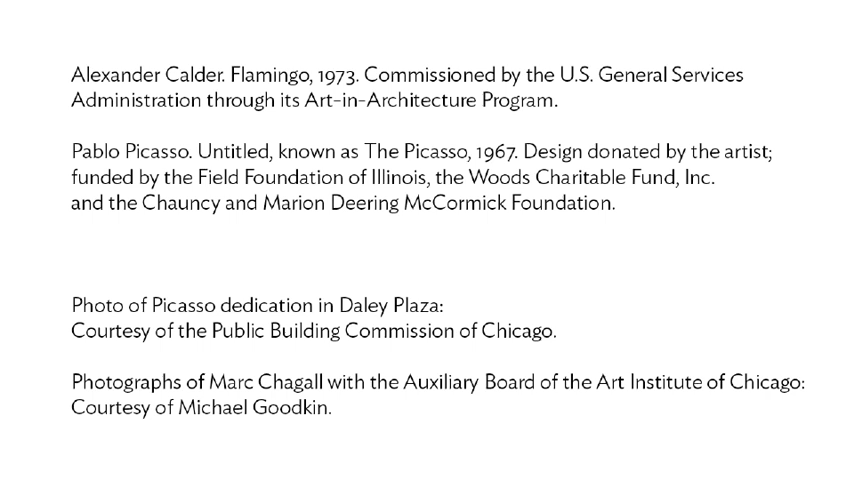 Alexander Calder. Flamingo, 1973. Commissioned by the U.S. General Services
Administration through its Art-in-Architecture Program.
Pablo Picasso. Untitled, known as The Picasso, 1967. Design donated by the artist;
funded by the Field Foundation of Illinois, the Woods Charitable Fund, Inc.
and the Chauncy and Marion Deering McCormick Foundation.
Photo of Picasso dedication in Daley Plaza:
Courtesy of the Public Building Commission of Chicago.
Photographs of Marc Chagall with the Auxiliary Board of the Art Institute of Chicago:
Courtesy of Michael Goodkin.